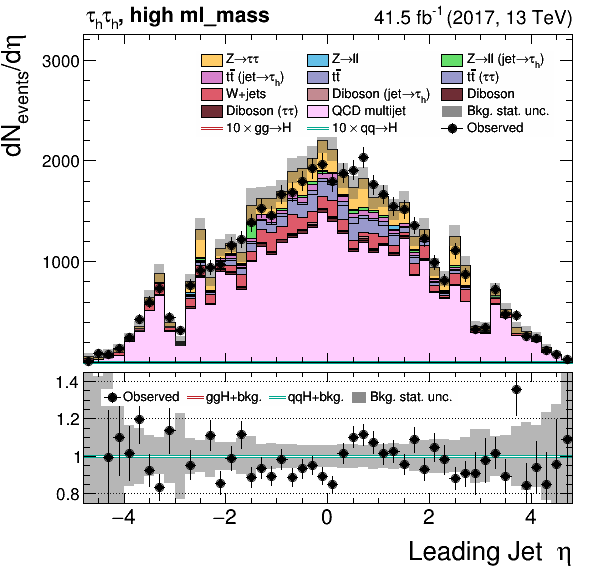 τhτh, high ml_mass 41.5 fb-1 (2017, 13 TeV)
dNevents/dη
Z→ττ Z→ll Z→ll (jet→τh)
tt̄ (jet→τh) tt̄ tt̄ (ττ)
W+jets Diboson (jet→τh) Diboson
Diboson (ττ) QCD multijet Bkg. stat. unc.
10 × gg→H 10 × qq→H Observed
3000
2000
1000
1.4
Observed ggH+bkg. qqH+bkg. Bkg. stat. unc.
1.2
1
0.8
−4 −2 0 2 4
Leading Jet η